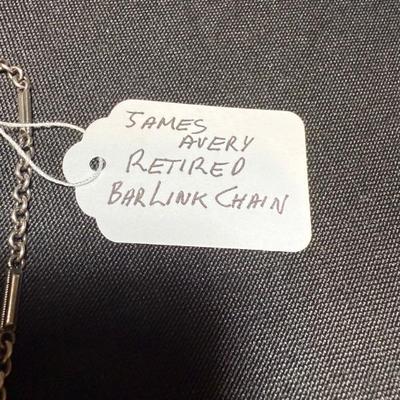 JAMES
AVERY
RETIRED
BAR LINK CHAIN